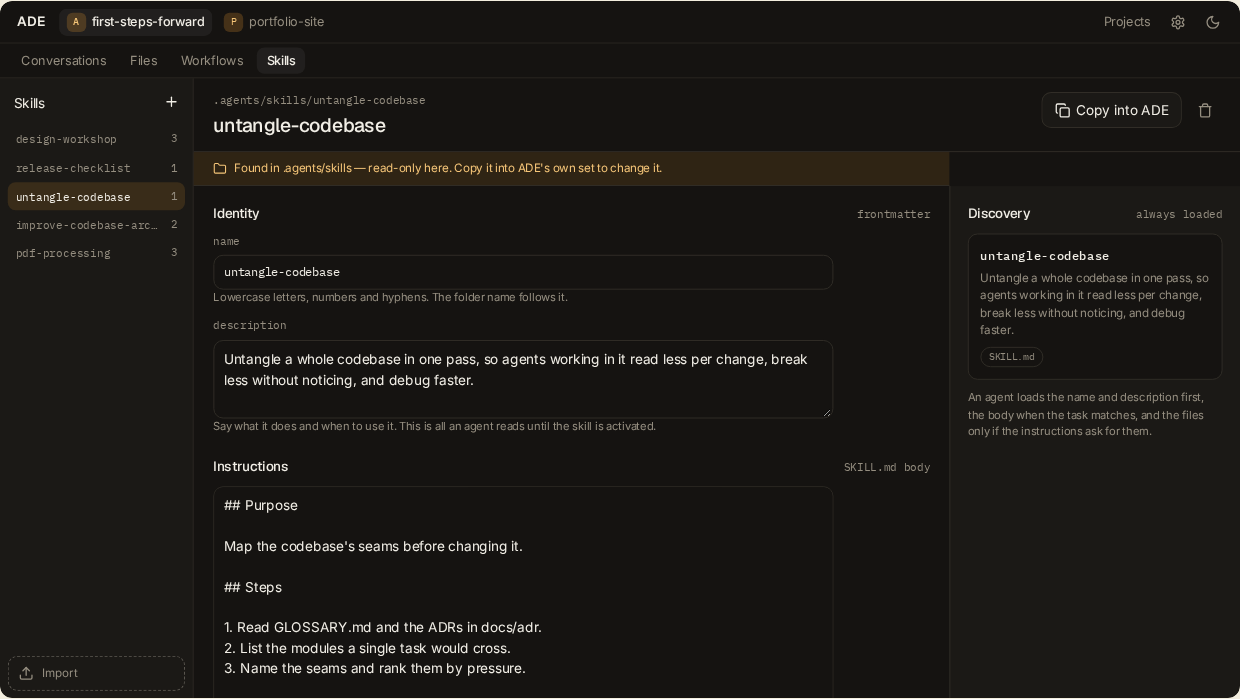 ADE
A first-steps-forward
P portfolio-site
Projects
Conversations
Files
Workflows
Skills
Skills
design-workshop 3
release-checklist 1
untangle-codebase 1
improve-codebase-arc… 2
pdf-processing 3
Import
.agents/skills/untangle-codebase
untangle-codebase
Copy into ADE
Found in .agents/skills — read-only here. Copy it into ADE's own set to change it.
Identity
frontmatter
name
untangle-codebase
Lowercase letters, numbers and hyphens. The folder name follows it.
description
Untangle a whole codebase in one pass, so agents working in it read less per change, break
less without noticing, and debug faster.
Say what it does and when to use it. This is all an agent reads until the skill is activated.
Instructions
SKILL.md body
## Purpose
Map the codebase's seams before changing it.
## Steps
1. Read GLOSSARY.md and the ADRs in docs/adr.
2. List the modules a single task would cross.
3. Name the seams and rank them by pressure.
Discovery
always loaded
untangle-codebase
Untangle a whole codebase in one pass, so
agents working in it read less per change,
break less without noticing, and debug
faster.
SKILL.md
An agent loads the name and description first,
the body when the task matches, and the files
only if the instructions ask for them.